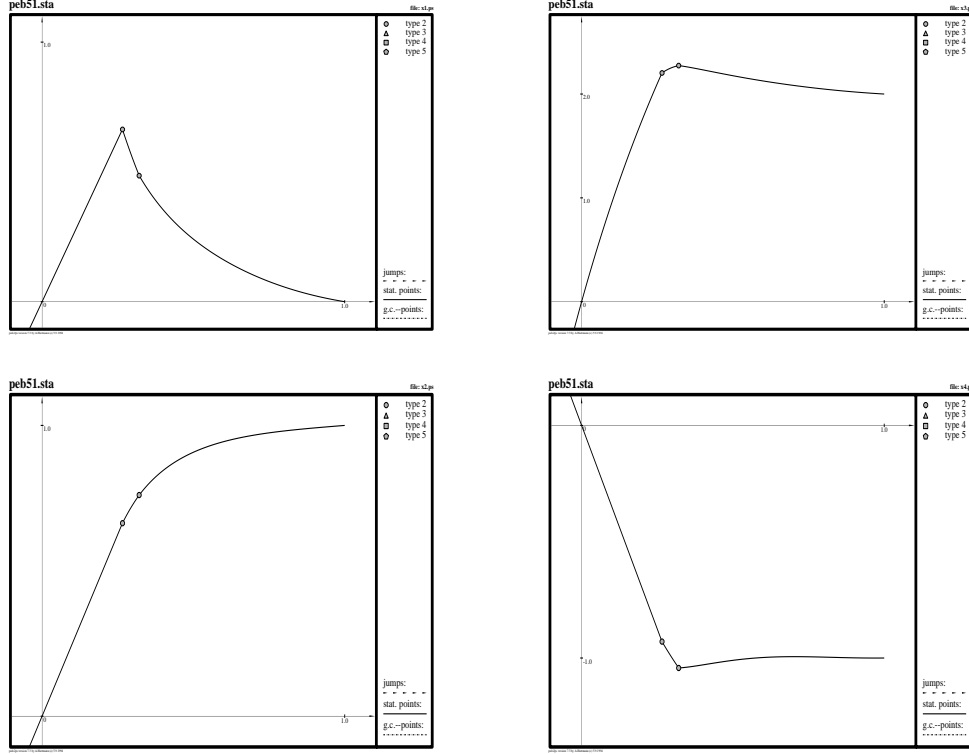 peb51.sta
file: x1.ps
type 2
type 3
type 4
type 5
1.0
0
1.0
jumps:
stat. points:
g.c.--points:
peb51.sta
type 2
type 3
type 4
type 5
2.0
1.0
0
1.0
jumps:
stat. points:
g.c.--points:
peb51.sta
file: x2.ps
type 2
type 3
type 4
type 5
1.0
0
1.0
jumps:
stat. points:
g.c.--points:
peb51.sta
type 2
type 3
type 4
type 5
0
1.0
-1.0
jumps:
stat. points:
g.c.--points: